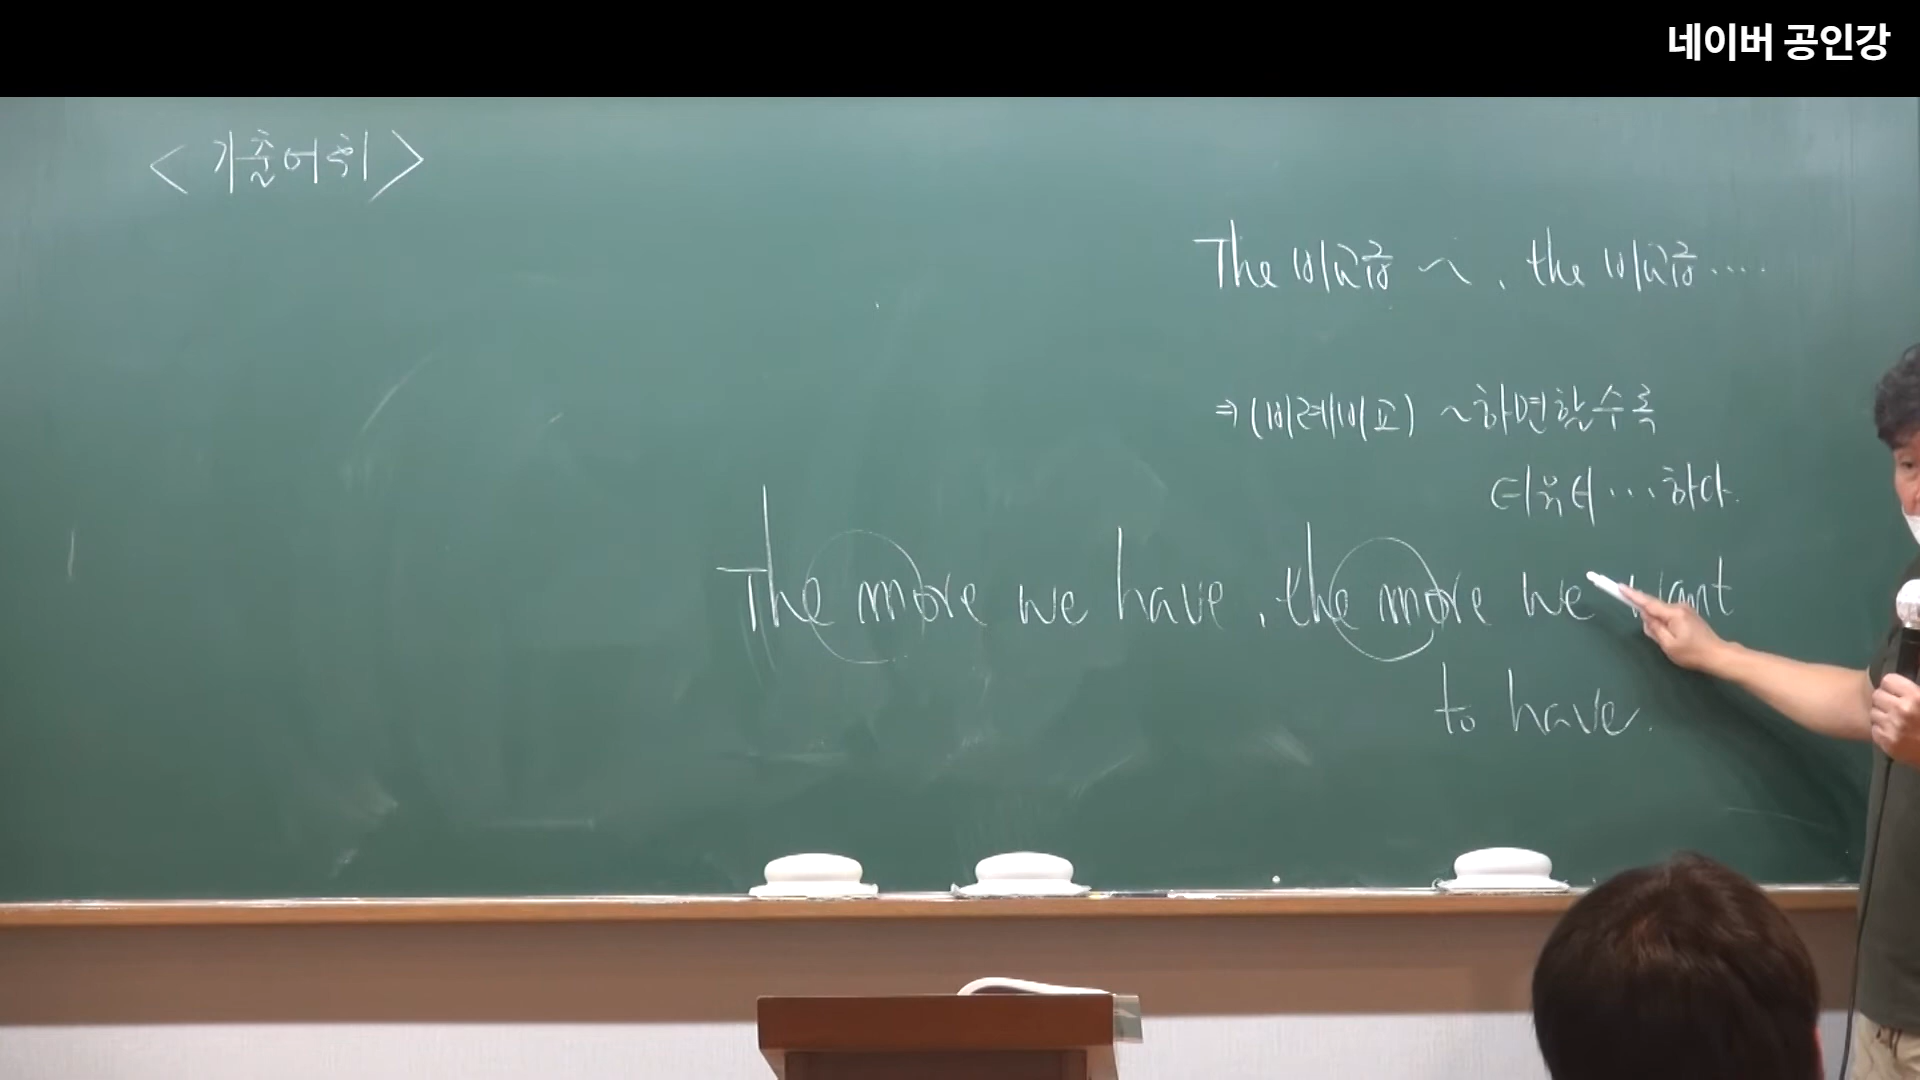 네이버 공인강
<기출어휘>
The 비교급 ~, the 비교급....
⇒ (비례비교) ~하면할수록
더욱더 ...하다.
The more we have, the more we want
to have.